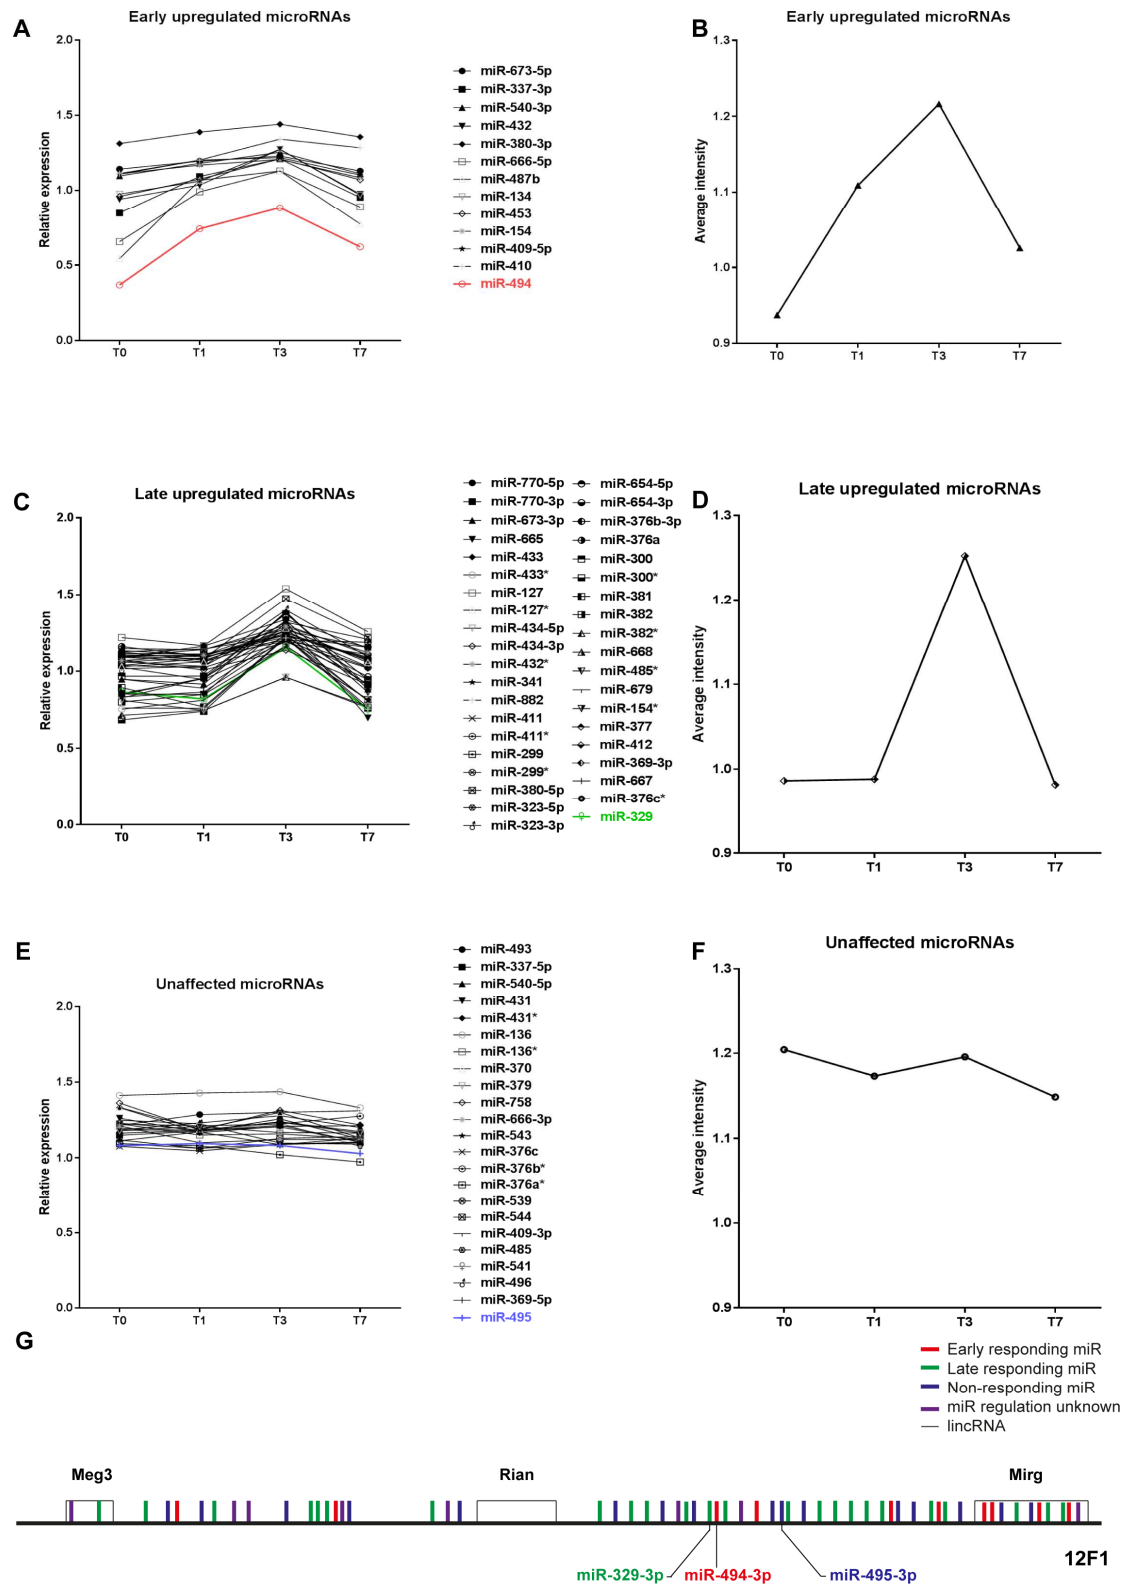 A
Early upregulated microRNAs
Relative expression
2.0
1.5
1.0
0.5
0.0
T0
T1
T3
T7
miR-673-5p
miR-337-3p
miR-540-3p
miR-432
miR-380-3p
miR-666-5p
miR-487b
miR-134
miR-453
miR-154
miR-409-5p
miR-410
miR-494
B
Early upregulated microRNAs
Average intensity
1.3
1.2
1.1
1.0
0.9
T0
T1
T3
T7
C
Late upregulated microRNAs
Relative expression
2.0
1.5
1.0
0.5
0.0
T0
T1
T3
T7
miR-770-5p
miR-770-3p
miR-673-3p
miR-665
miR-433
miR-433*
miR-127
miR-127*
miR-434-5p
miR-434-3p
miR-432*
miR-341
miR-882
miR-411
miR-411*
miR-299
miR-299*
miR-380-5p
miR-323-5p
miR-323-3p
miR-654-5p
miR-654-3p
miR-376b-3p
miR-376a
miR-300
miR-300*
miR-381
miR-382
miR-382*
miR-668
miR-485*
miR-679
miR-154*
miR-377
miR-412
miR-369-3p
miR-667
miR-376c*
miR-329
D
Late upregulated microRNAs
Average intensity
1.3
1.2
1.1
1.0
0.9
T0
T1
T3
T7
E
Unaffected microRNAs
Relative expression
2.0
1.5
1.0
0.5
0.0
T0
T1
T3
T7
miR-493
miR-337-5p
miR-540-5p
miR-431
miR-431*
miR-136
miR-136*
miR-370
miR-379
miR-758
miR-666-3p
miR-543
miR-376c
miR-376b*
miR-376a*
miR-539
miR-544
miR-409-3p
miR-485
miR-541
miR-496
miR-369-5p
miR-495
F
Unaffected microRNAs
Average intensity
1.3
1.2
1.1
1.0
0.9
T0
T1
T3
T7
G
Early responding miR
Late responding miR
Non-responding miR
miR regulation unknown
lincRNA
Meg3
Rian
Mirg
12F1
miR-329-3p
miR-494-3p
miR-495-3p